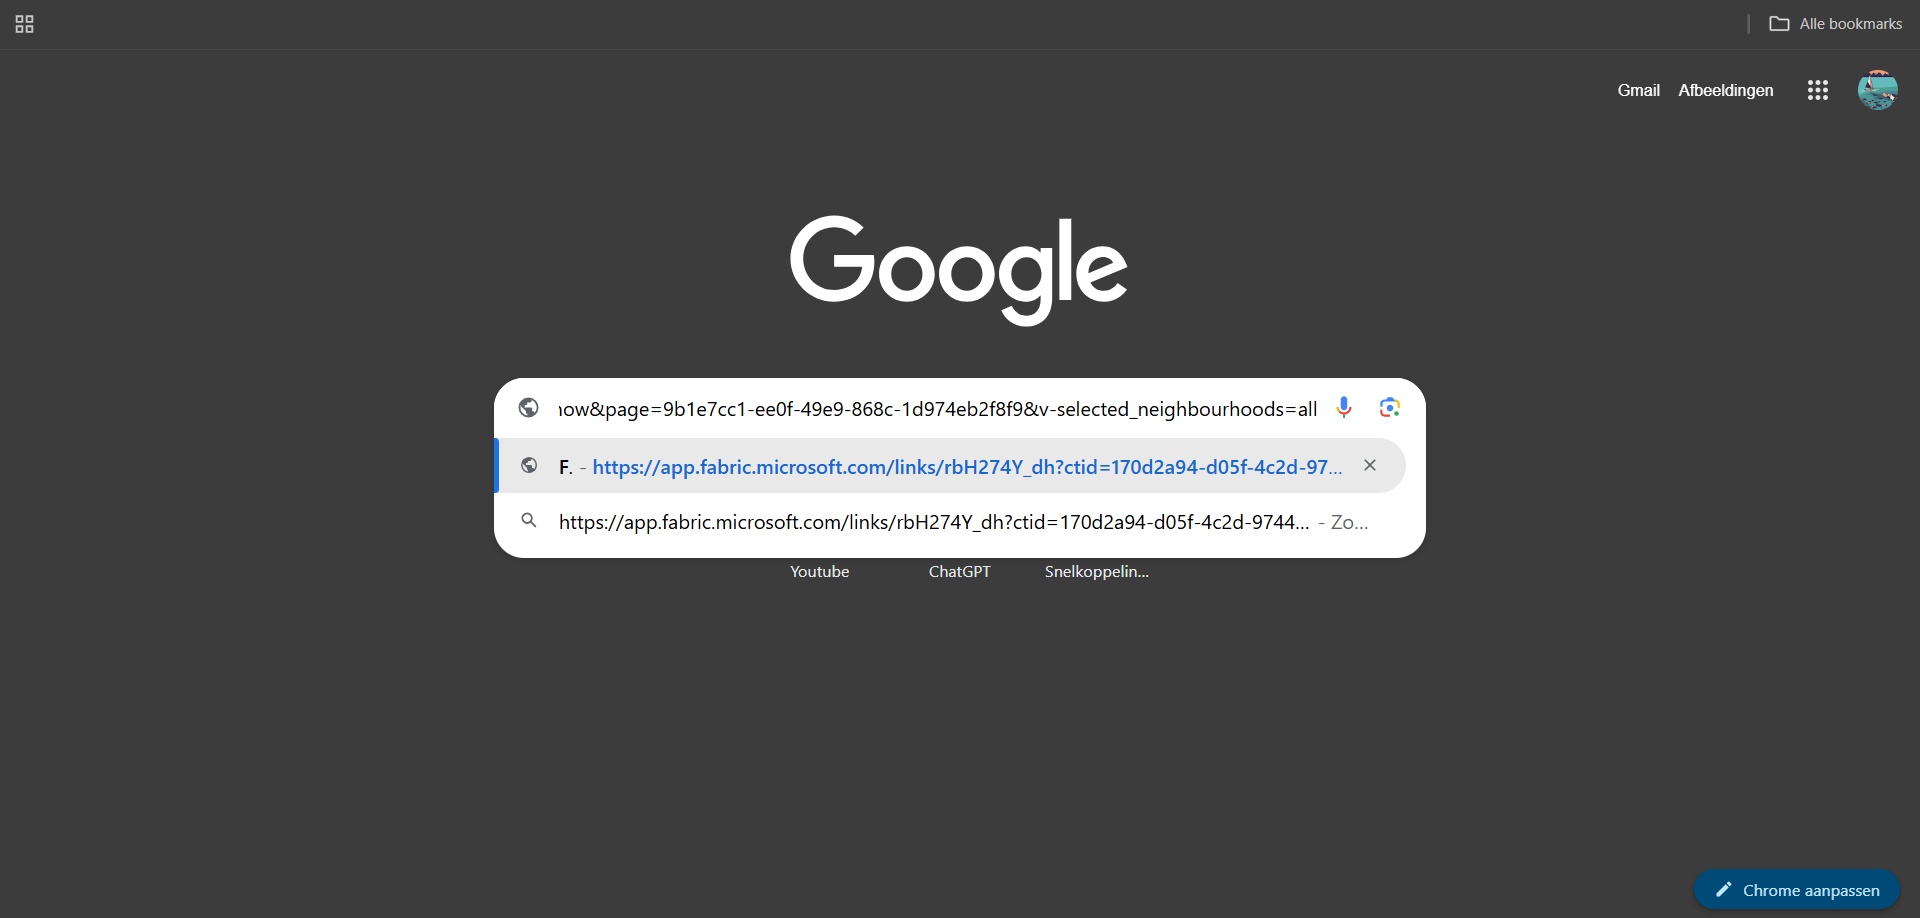 Alle bookmarks
Gmail Afbeeldingen
Google
now&page=9b1e7cc1-ee0f-49e9-868c-1d974eb2f8f9&v-selected_neighbourhoods=all
F. - https://app.fabric.microsoft.com/links/rbH274Y_dh?ctid=170d2a94-d05f-4c2d-97...
https://app.fabric.microsoft.com/links/rbH274Y_dh?ctid=170d2a94-d05f-4c2d-9744... - Zo...
Youtube ChatGPT Snelkoppelin...
Chrome aanpassen